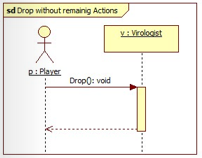 sd Drop without remainig Actions
v : Virologist
p : Player
Drop(): void